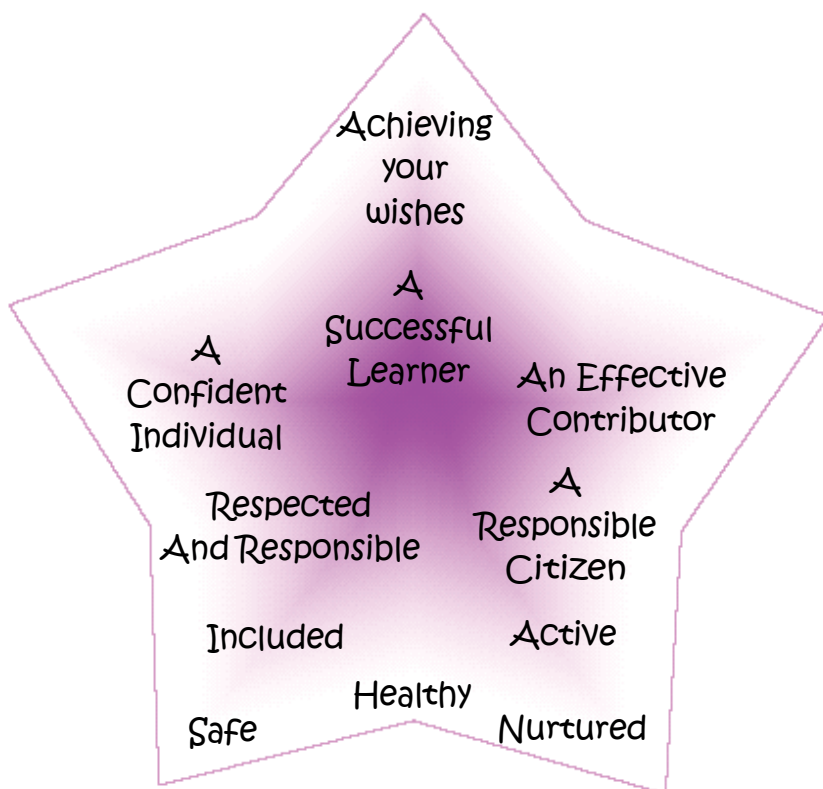 Achieving
your
wishes
A
Successful
Learner
A
Confident
Individual
An Effective
Contributor
Respected
And Responsible
A
Responsible
Citizen
Included
Active
Healthy
Safe
Nurtured